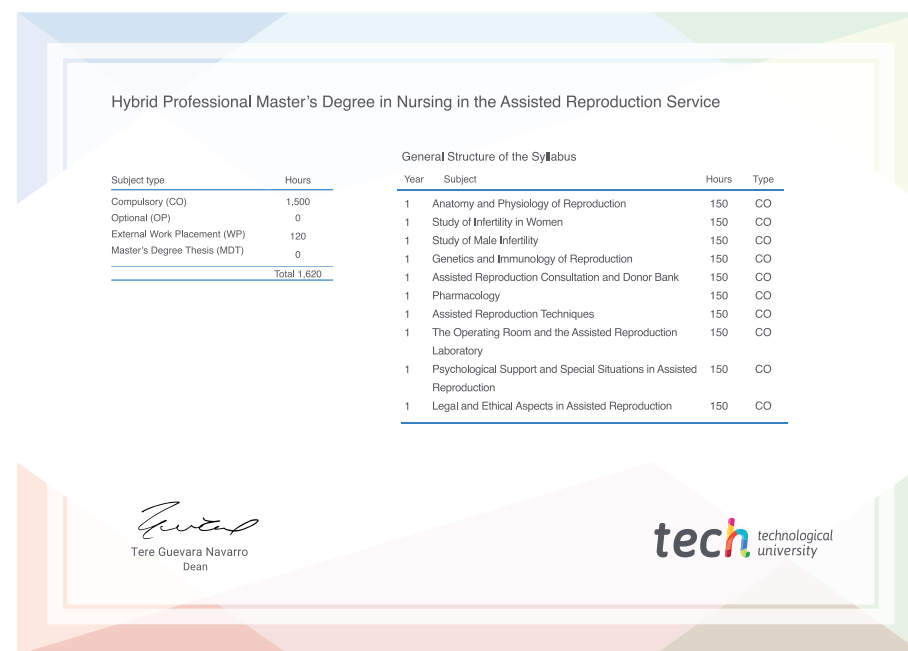 Hybrid Professional Master's Degree in Nursing in the Assisted Reproduction Service
Subject type Hours
Compulsory (CO) 1,500
Optional (OP) 0
External Work Placement (WP) 120
Master's Degree Thesis (MDT) 0
Total 1,620
General Structure of the Syllabus
Year Subject Hours Type
1 Anatomy and Physiology of Reproduction 150 CO
1 Study of Infertility in Women 150 CO
1 Study of Male Infertility 150 CO
1 Genetics and Immunology of Reproduction 150 CO
1 Assisted Reproduction Consultation and Donor Bank 150 CO
1 Pharmacology 150 CO
1 Assisted Reproduction Techniques 150 CO
1 The Operating Room and the Assisted Reproduction 150 CO
Laboratory
1 Psychological Support and Special Situations in Assisted 150 CO
Reproduction
1 Legal and Ethical Aspects in Assisted Reproduction 150 CO
Tere Guevara Navarro
Dean
tech technological
university